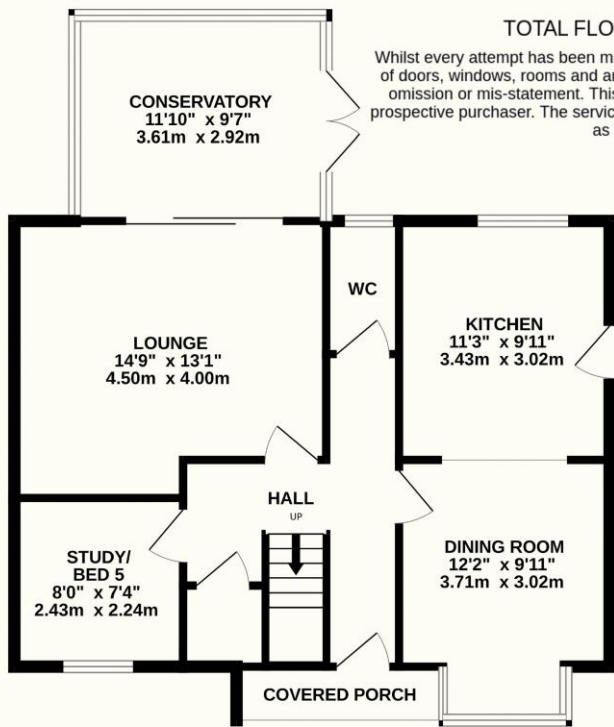 TOTAL FLO
Whilst every attempt has been m
of doors, windows, rooms and a
omission or mis-statement. This
prospective purchaser. The servic
as
CONSERVATORY
11'10" x 9'7"
3.61m x 2.92m
WC
KITCHEN
11'3" x 9'11"
3.43m x 3.02m
LOUNGE
14'9" x 13'1"
4.50m x 4.00m
HALL
UP
STUDY/
BED 5
8'0" x 7'4"
2.43m x 2.24m
DINING ROOM
12'2" x 9'11"
3.71m x 3.02m
COVERED PORCH